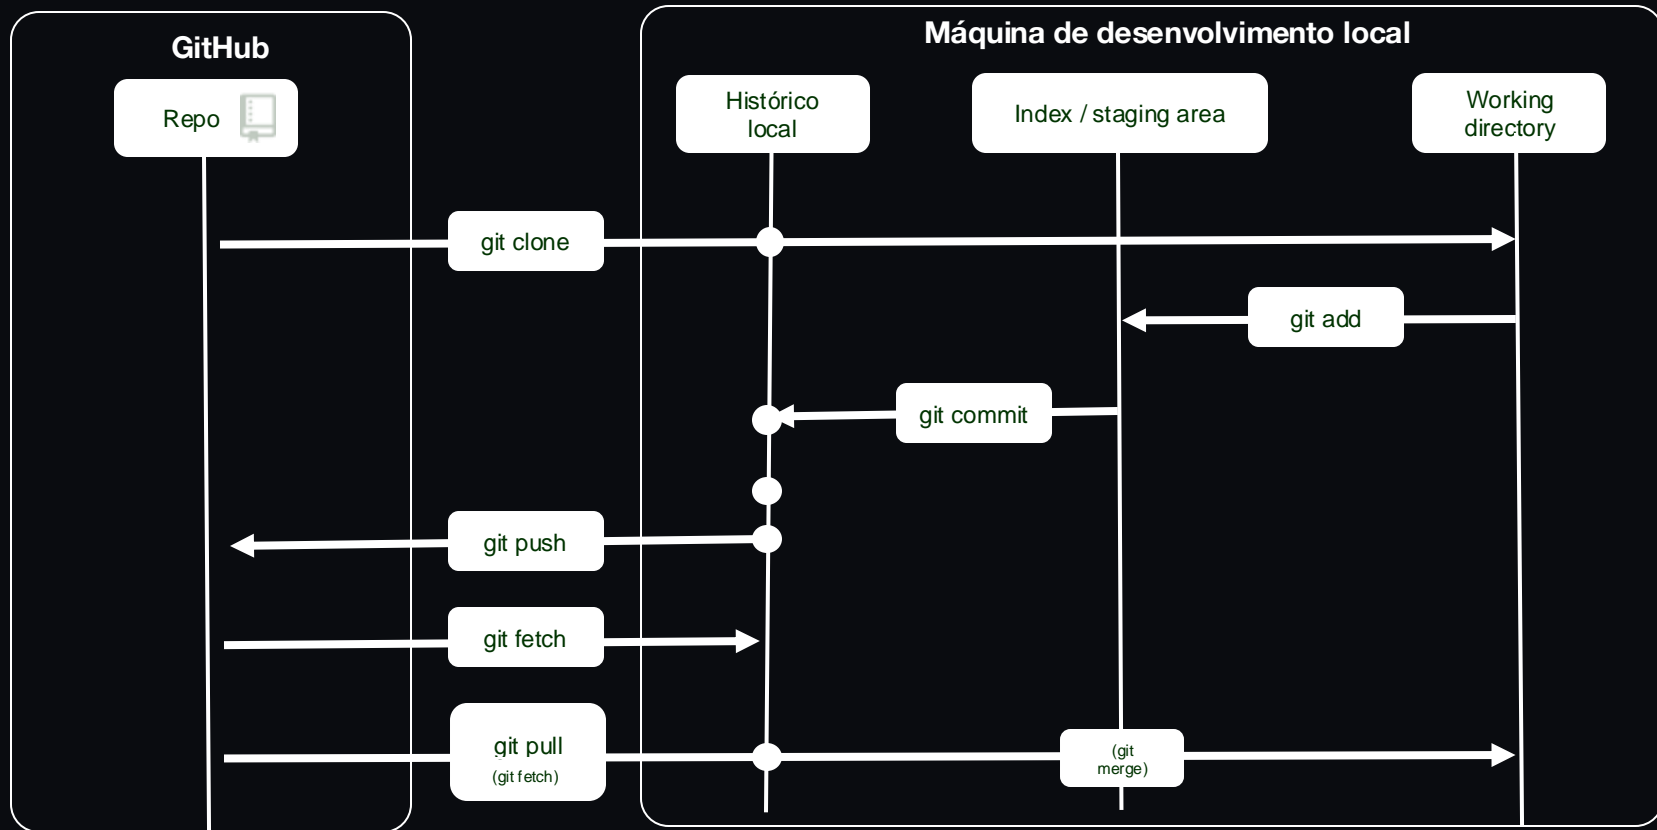 GitHub
Máquina de desenvolvimento local
Repo
Histórico
local
Index / staging area
Working
directory
git clone
git add
git commit
git push
git fetch
git pull
(git fetch)
(git
merge)